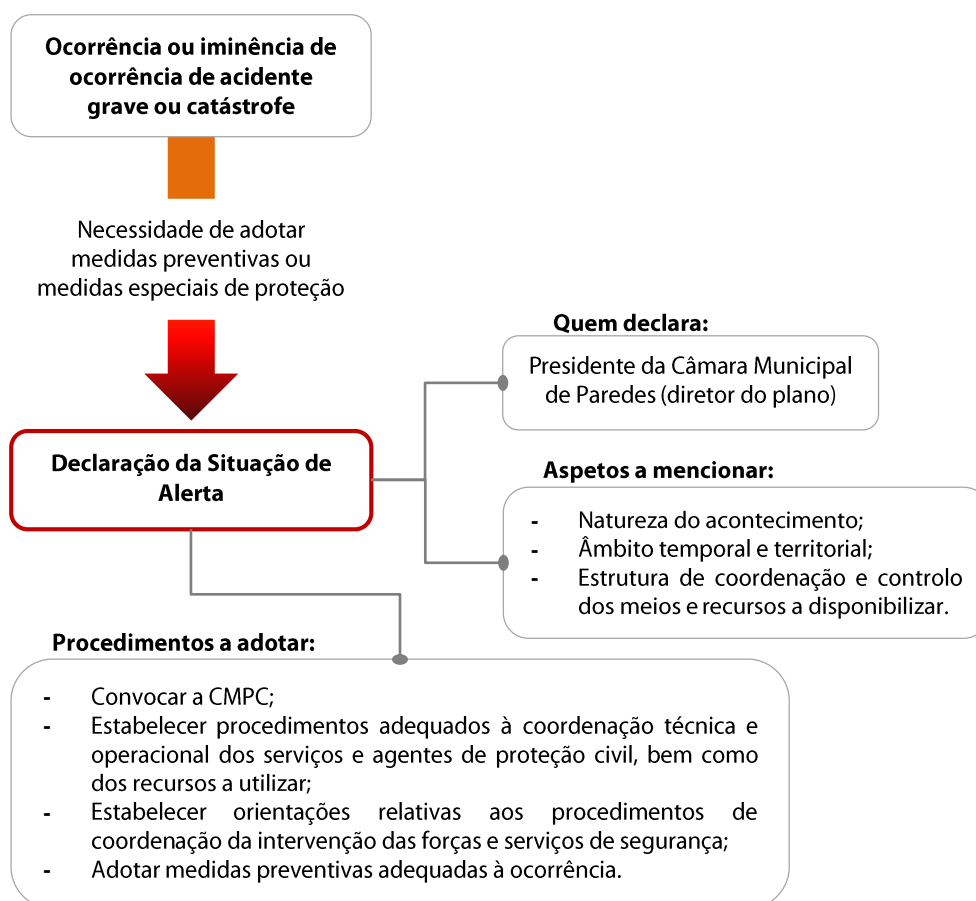 Ocorrência ou iminência de
ocorrência de acidente
grave ou catástrofe
Necessidade de adotar
medidas preventivas ou
medidas especiais de proteção
Declaração da Situação de
Alerta
Quem declara:
Presidente da Câmara Municipal
de Paredes (diretor do plano)
Aspetos a mencionar:
- Natureza do acontecimento;
- Âmbito temporal e territorial;
- Estrutura de coordenação e controlo
dos meios e recursos a disponibilizar.
Procedimentos a adotar:
- Convocar a CMPC;
- Estabelecer procedimentos adequados à coordenação técnica e
operacional dos serviços e agentes de proteção civil, bem como
dos recursos a utilizar;
- Estabelecer orientações relativas aos procedimentos de
coordenação da intervenção das forças e serviços de segurança;
- Adotar medidas preventivas adequadas à ocorrência.